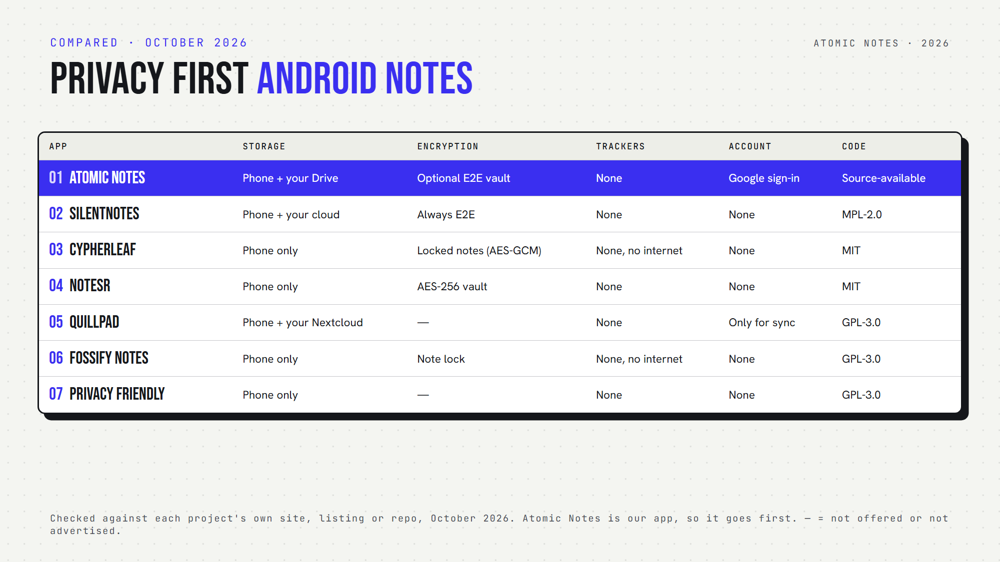 COMPARED · OCTOBER 2026
ATOMIC NOTES · 2026
PRIVACY FIRST ANDROID NOTES
APP STORAGE ENCRYPTION TRACKERS ACCOUNT CODE
01 ATOMIC NOTES Phone + your Drive Optional E2E vault None Google sign-in Source-available
02 SILENTNOTES Phone + your cloud Always E2E None None MPL-2.0
03 CYPHERLEAF Phone only Locked notes (AES-GCM) None, no internet None MIT
04 NOTESR Phone only AES-256 vault None None MIT
05 QUILLPAD Phone + your Nextcloud — None Only for sync GPL-3.0
06 FOSSIFY NOTES Phone only Note lock None, no internet None GPL-3.0
07 PRIVACY FRIENDLY Phone only — None None GPL-3.0
Checked against each project's own site, listing or repo, October 2026. Atomic Notes is our app, so it goes first. — = not offered or not
advertised.